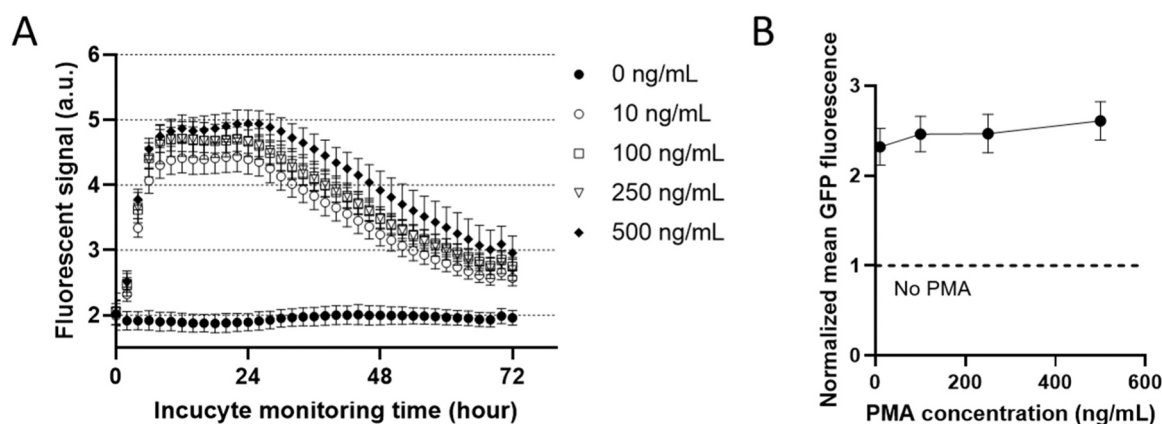 A
Fluorescent signal (a.u.)
6
5
4
3
2
0
24
48
72
Incucyte monitoring time (hour)
0 ng/mL
10 ng/mL
100 ng/mL
250 ng/mL
500 ng/mL
B
Normalized mean GFP fluorescence
3
2
1
0
No PMA
0
200
400
600
PMA concentration (ng/mL)